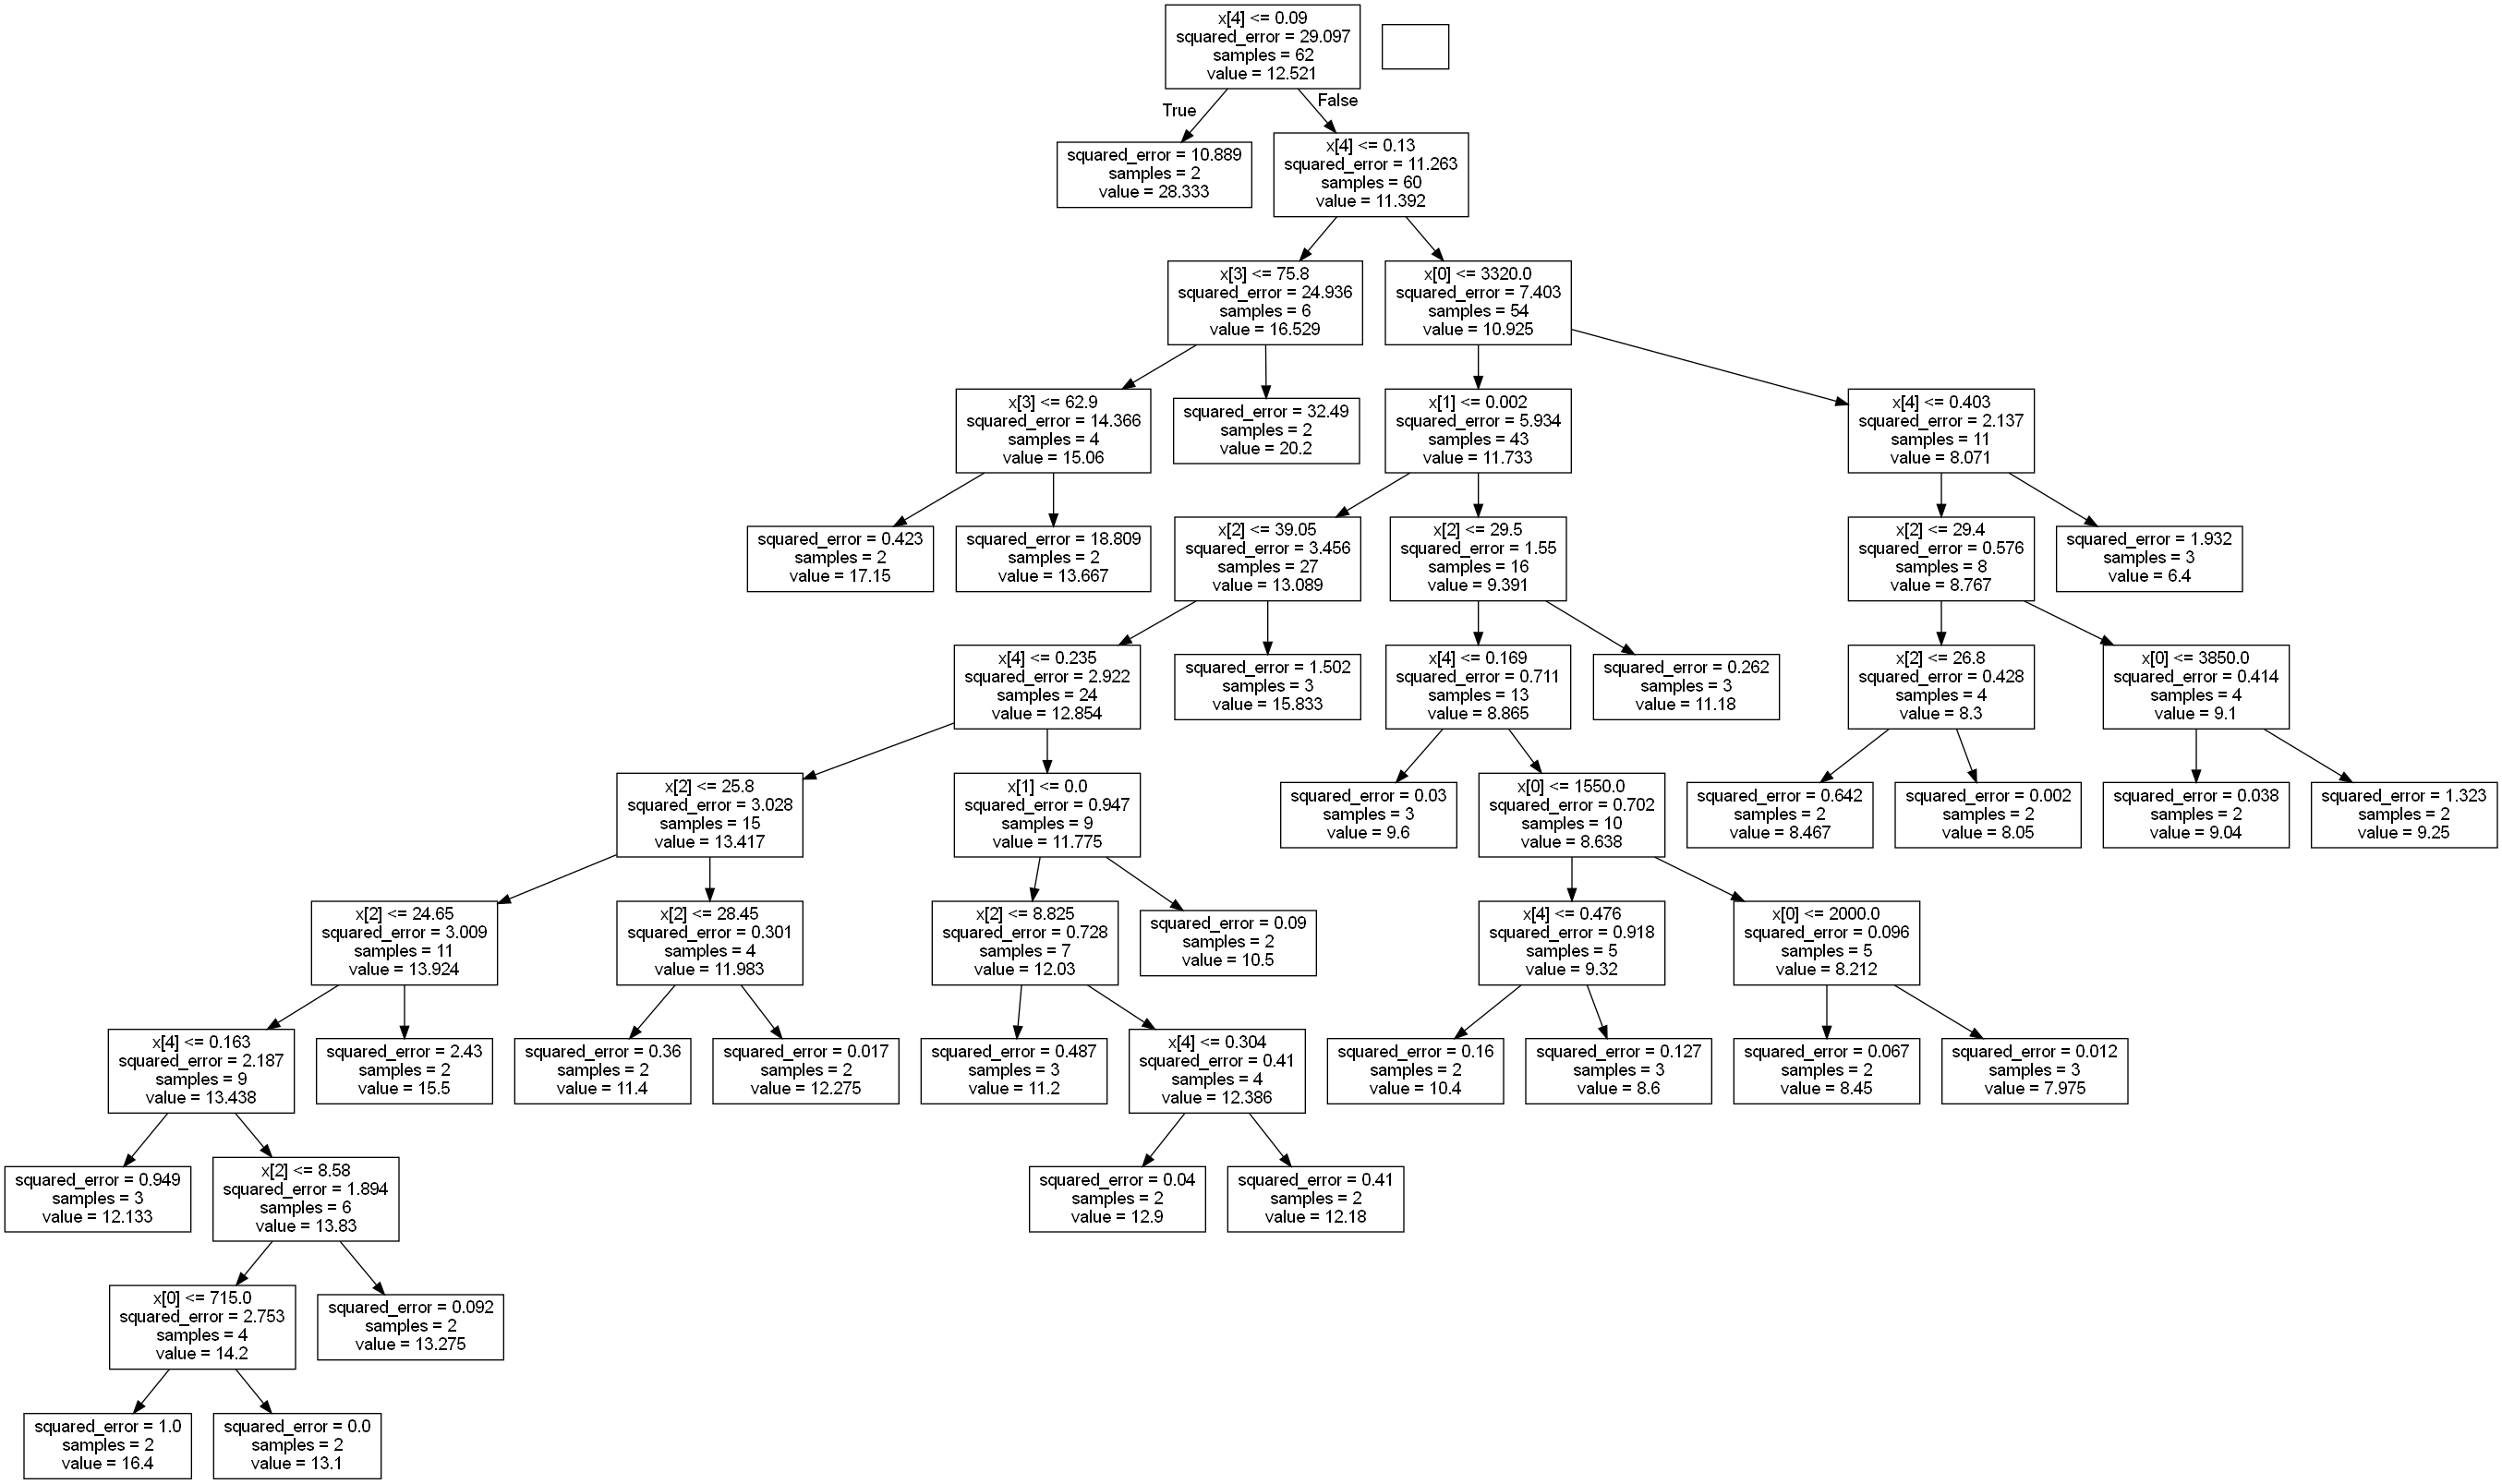 x[4] <= 0.09
squared_error = 29.097
samples = 62
value = 12.521
True
False
squared_error = 10.889
samples = 2
value = 28.333
x[4] <= 0.13
squared_error = 11.263
samples = 60
value = 11.392
x[3] <= 75.8
squared_error = 24.936
samples = 6
value = 16.529
x[0] <= 3320.0
squared_error = 7.403
samples = 54
value = 10.925
x[3] <= 62.9
squared_error = 14.366
samples = 4
value = 15.06
squared_error = 32.49
samples = 2
value = 20.2
x[1] <= 0.002
squared_error = 5.934
samples = 43
value = 11.733
x[4] <= 0.403
squared_error = 2.137
samples = 11
value = 8.071
squared_error = 0.423
samples = 2
value = 17.15
squared_error = 18.809
samples = 2
value = 13.667
x[2] <= 39.05
squared_error = 3.456
samples = 27
value = 13.089
x[2] <= 29.5
squared_error = 1.55
samples = 16
value = 9.391
x[2] <= 29.4
squared_error = 0.576
samples = 8
value = 8.767
squared_error = 1.932
samples = 3
value = 6.4
x[4] <= 0.235
squared_error = 2.922
samples = 24
value = 12.854
squared_error = 1.502
samples = 3
value = 15.833
x[4] <= 0.169
squared_error = 0.711
samples = 13
value = 8.865
squared_error = 0.262
samples = 3
value = 11.18
x[2] <= 26.8
squared_error = 0.428
samples = 4
value = 8.3
x[0] <= 3850.0
squared_error = 0.414
samples = 4
value = 9.1
x[2] <= 25.8
squared_error = 3.028
samples = 15
value = 13.417
x[1] <= 0.0
squared_error = 0.947
samples = 9
value = 11.775
squared_error = 0.03
samples = 3
value = 9.6
x[0] <= 1550.0
squared_error = 0.702
samples = 10
value = 8.638
squared_error = 0.642
samples = 2
value = 8.467
squared_error = 0.002
samples = 2
value = 8.05
squared_error = 0.038
samples = 2
value = 9.04
squared_error = 1.323
samples = 2
value = 9.25
x[2] <= 24.65
squared_error = 3.009
samples = 11
value = 13.924
x[2] <= 28.45
squared_error = 0.301
samples = 4
value = 11.983
x[2] <= 8.825
squared_error = 0.728
samples = 7
value = 12.03
squared_error = 0.09
samples = 2
value = 10.5
x[4] <= 0.476
squared_error = 0.918
samples = 5
value = 9.32
x[0] <= 2000.0
squared_error = 0.096
samples = 5
value = 8.212
x[4] <= 0.163
squared_error = 2.187
samples = 9
value = 13.438
squared_error = 2.43
samples = 2
value = 15.5
squared_error = 0.36
samples = 2
value = 11.4
squared_error = 0.017
samples = 2
value = 12.275
squared_error = 0.487
samples = 3
value = 11.2
x[4] <= 0.304
squared_error = 0.41
samples = 4
value = 12.386
squared_error = 0.16
samples = 2
value = 10.4
squared_error = 0.127
samples = 3
value = 8.6
squared_error = 0.067
samples = 2
value = 8.45
squared_error = 0.012
samples = 3
value = 7.975
squared_error = 0.949
samples = 3
value = 12.133
x[2] <= 8.58
squared_error = 1.894
samples = 6
value = 13.83
squared_error = 0.04
samples = 2
value = 12.9
squared_error = 0.41
samples = 2
value = 12.18
x[0] <= 715.0
squared_error = 2.753
samples = 4
value = 14.2
squared_error = 0.092
samples = 2
value = 13.275
squared_error = 1.0
samples = 2
value = 16.4
squared_error = 0.0
samples = 2
value = 13.1